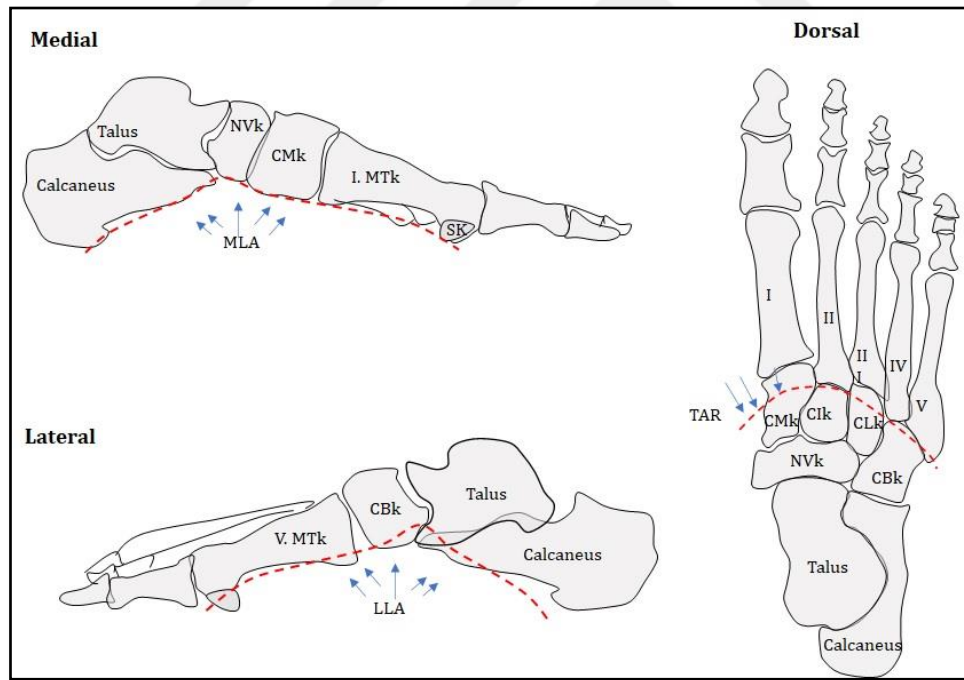 Medial
Talus
NVk
CMk
I. MTk
Calcaneus
SK
MLA
Lateral
CBk
Talus
V. MTk
Calcaneus
LLA
Dorsal
I
II
II
I
IV
V
TAR
CMk
CIk
CLk
NVk
CBk
Talus
Calcaneus